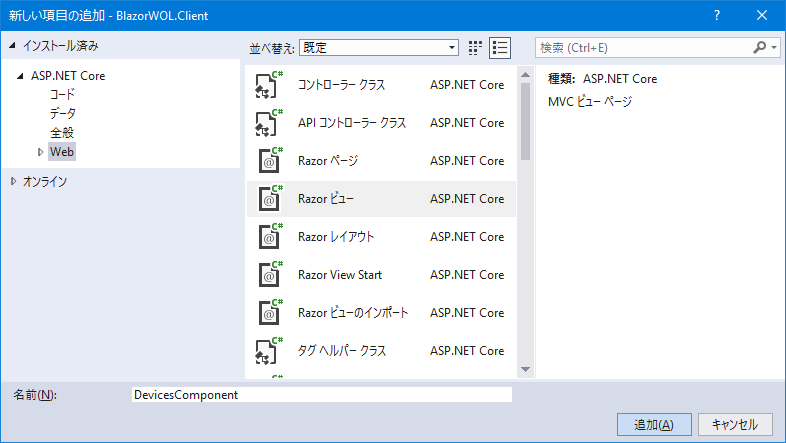 新しい項目の追加 - BlazorWOL.Client
インストール済み
並べ替え: 既定
検索 (Ctrl+E)
ASP.NET Core
コード
データ
全般
Web
オンライン
C# コントローラー クラス ASP.NET Core
C# API コントローラー クラス ASP.NET Core
C# Razor ページ ASP.NET Core
C# Razor ビュー ASP.NET Core
C# Razor レイアウト ASP.NET Core
C# Razor View Start ASP.NET Core
C# Razor ビューのインポート ASP.NET Core
C# タグ ヘルパー クラス ASP.NET Core
種類: ASP.NET Core
MVC ビュー ページ
名前(N): DevicesComponent
追加(A) キャンセル